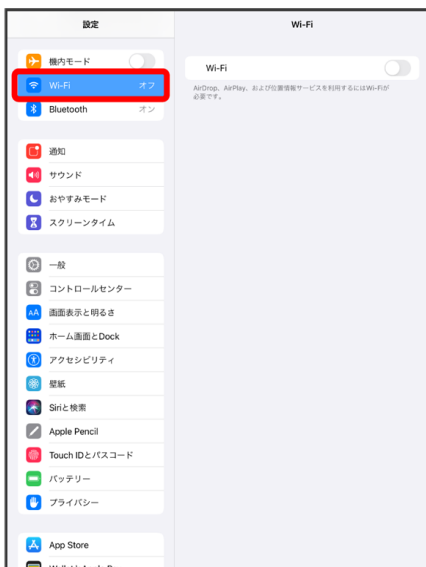 設定
Wi-Fi
機内モード
Wi-Fi オフ
Bluetooth オン
通知
サウンド
おやすみモード
スクリーンタイム
一般
コントロールセンター
AA 画面表示と明るさ
ホーム画面とDock
アクセシビリティ
壁紙
Siriと検索
Apple Pencil
Touch IDとパスコード
バッテリー
プライバシー
App Store
Wi-Fi
AirDrop、AirPlay、および位置情報サービスを利用するにはWi-Fiが
必要です。